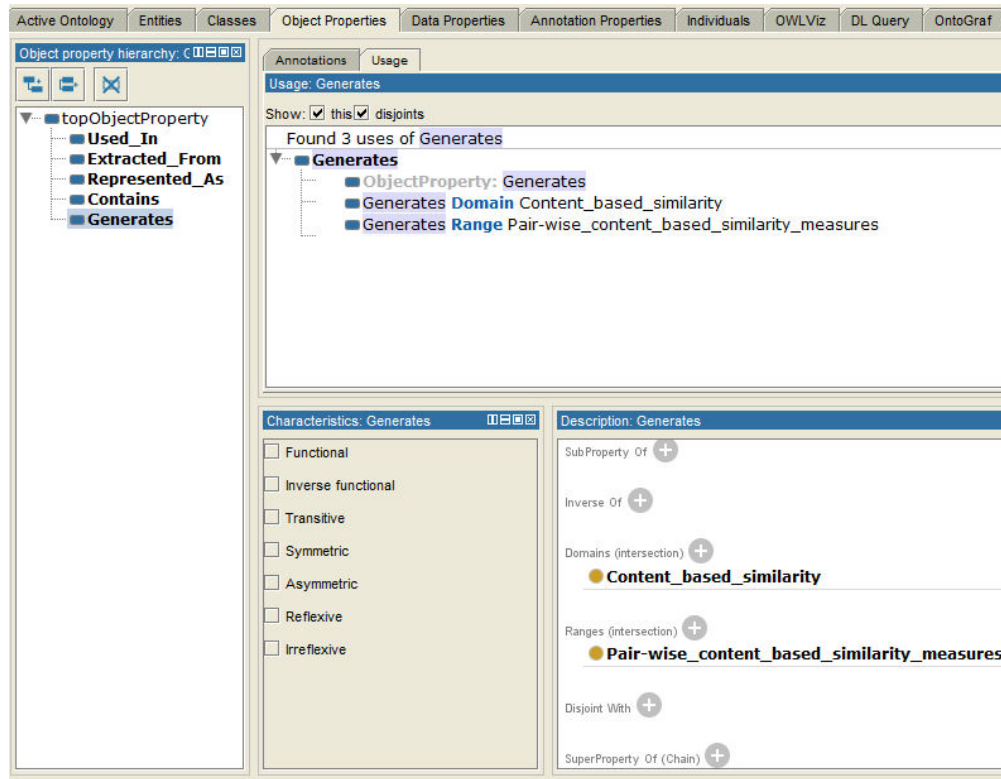 Active Ontology Entities Classes Object Properties Data Properties Annotation Properties Individuals OWLViz DL Query OntoGraf
Object property hierarchy: G
topObjectProperty
Used_In
Extracted_From
Represented_As
Contains
Generates
Annotations Usage
Usage: Generates
Show: this disjoints
Found 3 uses of Generates
Generates
ObjectProperty: Generates
Generates Domain Content_based_similarity
Generates Range Pair-wise_content_based_similarity_measures
Characteristics: Generates
Functional
Inverse functional
Transitive
Symmetric
Asymmetric
Reflexive
Irreflexive
Description: Generates
SubProperty Of
Inverse Of
Domains (intersection)
Content_based_similarity
Ranges (intersection)
Pair-wise_content_based_similarity_measures
Disjoint With
SuperProperty Of (Chain)